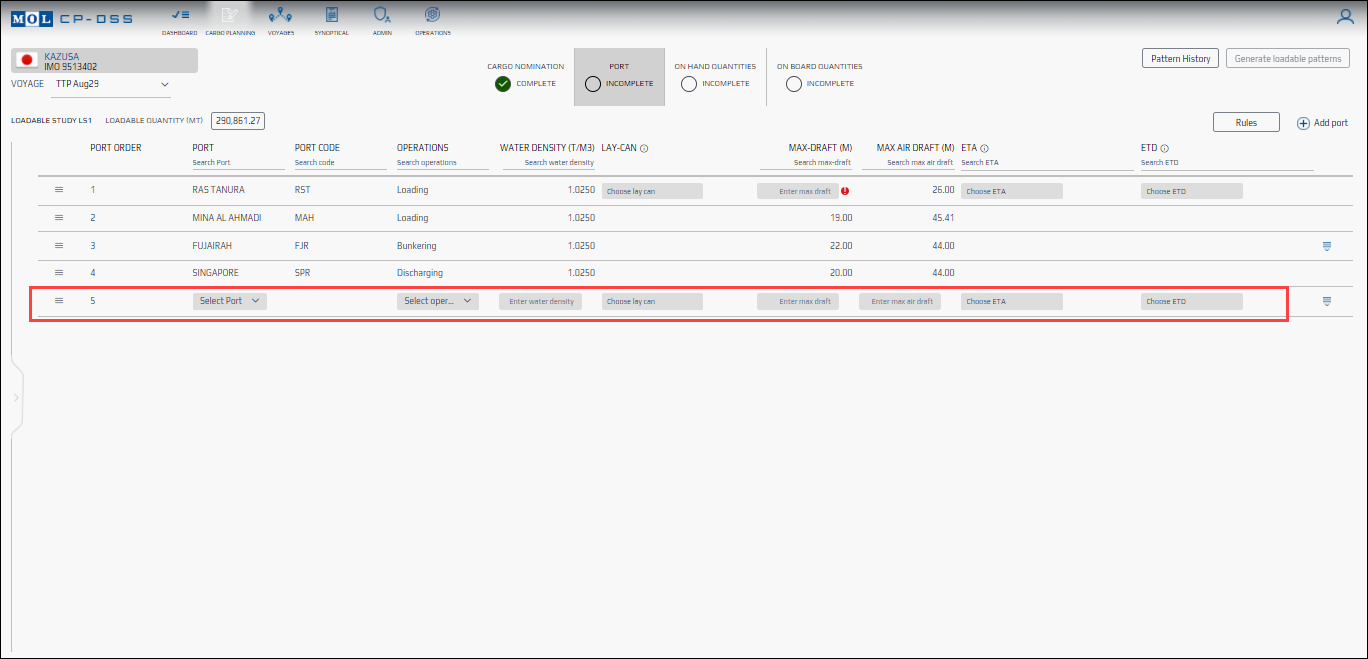 MOL CP-DSS
DASHBOARD CARGO PLANNING VOYAGES SYNOPTICAL ADMIN OPERATIONS
KAZUSA
IMO 9513402
VOYAGE TTP Aug29
CARGO NOMINATION PORT ON HAND QUANTITIES ON BOARD QUANTITIES
COMPLETE INCOMPLETE INCOMPLETE INCOMPLETE
Pattern History Generate loadable patterns
LOADABLE STUDY LS1 LOADABLE QUANTITY (MT) 290,861.27
Rules Add port
PORT ORDER PORT PORT CODE OPERATIONS WATER DENSITY (T/M3) LAY-CAN MAX-DRAFT (M) MAX AIR DRAFT (M) ETA ETD
Search Port Search code Search operations Search water density Search max-draft Search max air draft Search ETA Search ETD
1 RAS TANURA RST Loading 1.0250 Choose lay can Enter max draft 26.00 Choose ETA Choose ETD
2 MINA AL AHMADI MAH Loading 1.0250 19.00 45.41
3 FUJAIRAH FJR Bunkering 1.0250 22.00 44.00
4 SINGAPORE SPR Discharging 1.0250 20.00 44.00
5 Select Port Select oper... Enter water density Choose lay can Enter max draft Enter max air draft Choose ETA Choose ETD